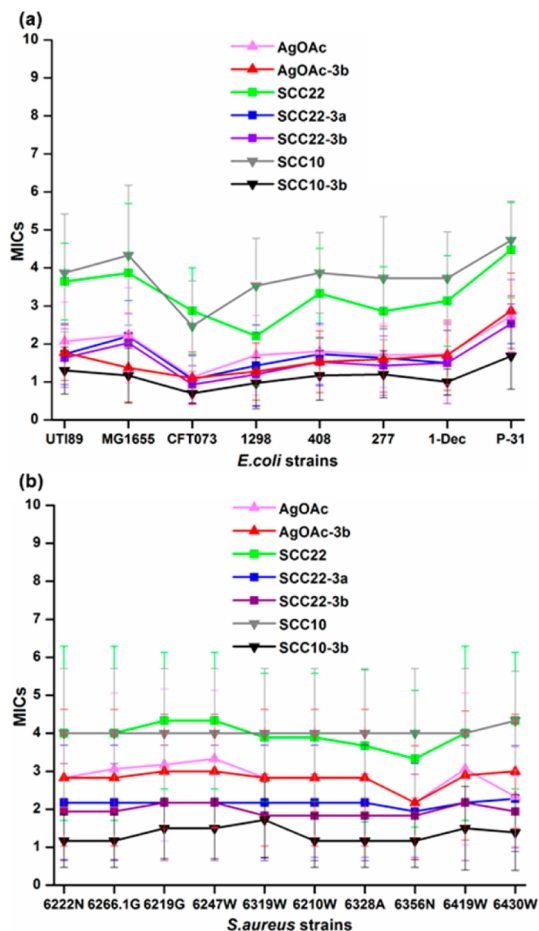 (a)
10
9
8
7
6
5
4
3
2
1
0
MICs
AgOAc
AgOAc-3b
SCC22
SCC22-3a
SCC22-3b
SCC10
SCC10-3b
UTI89 MG1655 CFT073 1298 408 277 1-Dec P-31
E.coli strains
(b)
10
9
8
7
6
5
4
3
2
1
0
MICs
AgOAc
AgOAc-3b
SCC22
SCC22-3a
SCC22-3b
SCC10
SCC10-3b
6222N 6266.1G 6219G 6247W 6319W 6210W 6328A 6356N 6419W 6430W
S.aureus strains